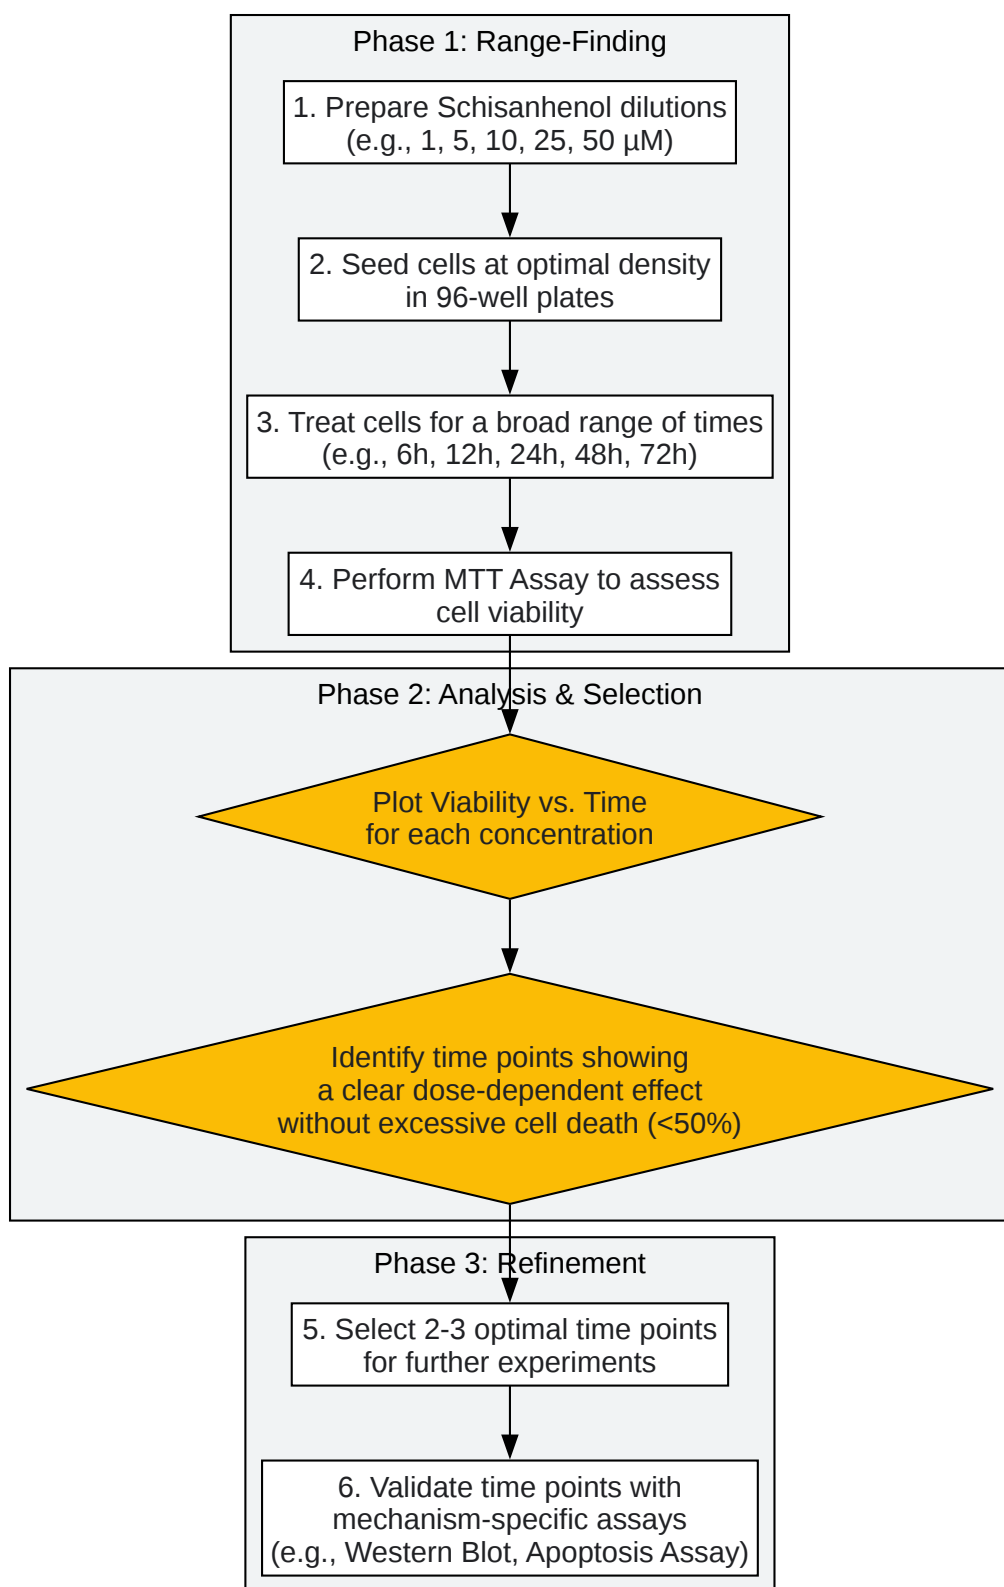 Phase 1: Range-Finding
1. Prepare Schisanhenol dilutions
(e.g., 1, 5, 10, 25, 50 µM)
2. Seed cells at optimal density
in 96-well plates
3. Treat cells for a broad range of times
(e.g., 6h, 12h, 24h, 48h, 72h)
4. Perform MTT Assay to assess
cell viability
Phase 2: Analysis & Selection
Plot Viability vs. Time
for each concentration
Identify time points showing
a clear dose-dependent effect
without excessive cell death (<50%)
Phase 3: Refinement
5. Select 2-3 optimal time points
for further experiments
6. Validate time points with
mechanism-specific assays
(e.g., Western Blot, Apoptosis Assay)